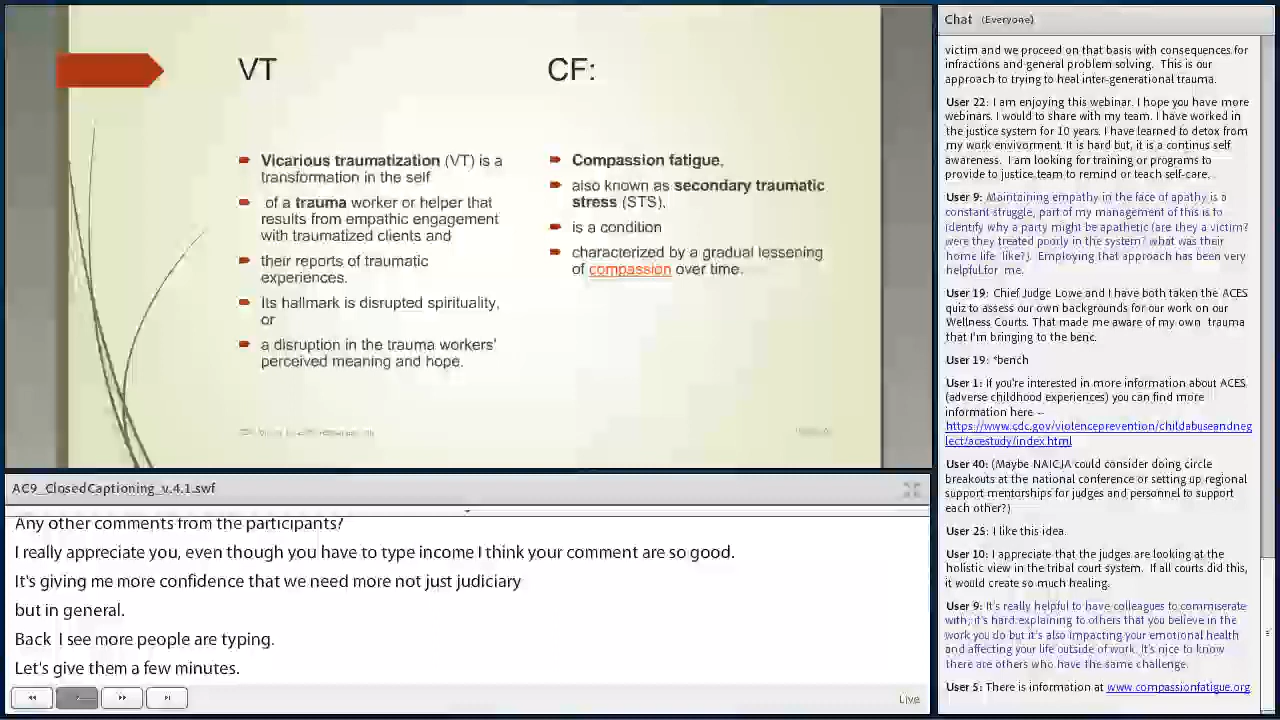 VT
CF:
Vicarious traumatization (VT) is a
transformation in the self
of a trauma worker or helper that
results from empathic engagement
with traumatized clients and
their reports of traumatic
experiences.
Its hallmark is disrupted spirituality,
or
a disruption in the trauma workers'
perceived meaning and hope.
Compassion fatigue,
also known as secondary traumatic
stress (STS),
is a condition
characterized by a gradual lessening
of compassion over time.
AC9_ClosedCaptioning_v.4.1.swf
Any other comments from the participants?
I really appreciate you, even though you have to type income I think your comment are so good.
It's giving me more confidence that we need more not just judiciary
but in general.
Back I see more people are typing.
Let's give them a few minutes.
Live
Chat (Everyone)
victim and we proceed on that basis with consequences for
infractions and general problem solving. This is our
approach to trying to heal inter-generational trauma.
User 22: I am enjoying this webinar. I hope you have more
webinars. I would to share with my team. I have worked in
the justice system for 10 years. I have learned to detox from
my work envirorment. It is hard but, it is a continus self
awareness. I am looking for training or programs to
provide to justice team to remind or teach self-care.
User 9: Maintaining empathy in the face of apathy is a
constant struggle, part of my management of this is to
identify why a party might be apathetic (are they a victim?
were they treated poorly in the system? what was their
home life like?). Employing that approach has been very
helpful for me.
User 19: Chief Judge Lowe and I have both taken the ACES
quiz to assess our own backgrounds for our work on our
Wellness Courts. That made me aware of my own trauma
that I'm bringing to the benc.
User 19: *bench
User 1: If you're interested in more information about ACES
(adverse childhood experiences) you can find more
information here --
https://www.cdc.gov/violenceprevention/childabuseandneg
lect/acestudy/index.html
User 40: (Maybe NAICJA could consider doing circle
breakouts at the national conference or setting up regional
support mentorships for judges and personnel to support
each other?)
User 25: I like this idea.
User 10: I appreciate that the judges are looking at the
holistic view in the tribal court system. If all courts did this,
it would create so much healing.
User 9: It's really helpful to have colleagues to commiserate
with, it's hard explaining to others that you believe in the
work you do but it's also impacting your emotional health
and affecting your life outside of work. It's nice to know
there are others who have the same challenge.
User 5: There is information at www.compassionfatigue.org